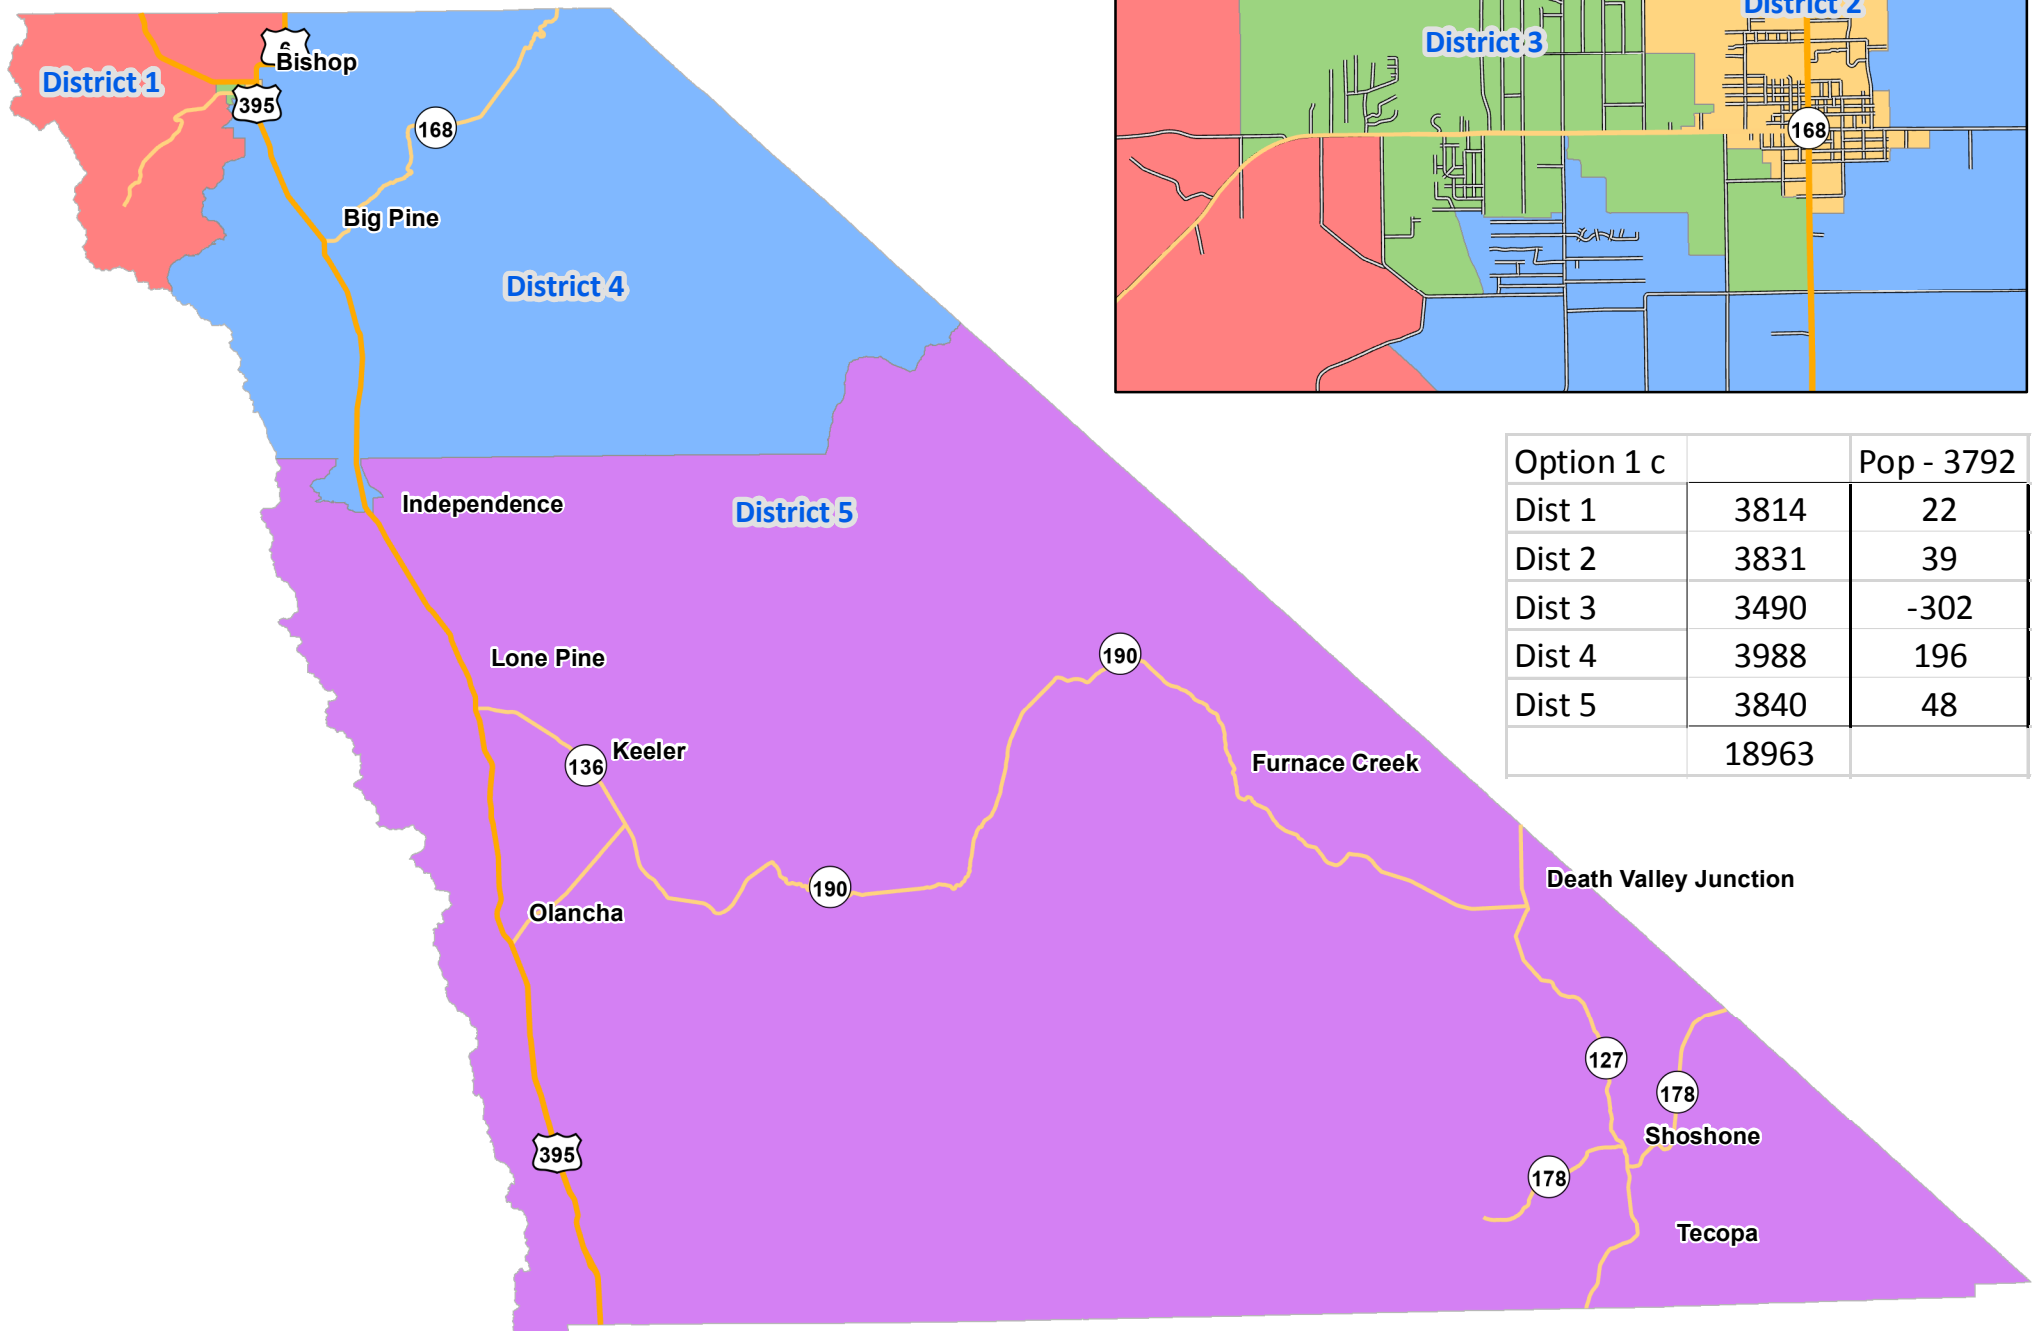 District 2
District 3
168
6
Bishop
District 1
395
168
Big Pine
District 4
Independence
District 5
Lone Pine
190
136
Keeler
Furnace Creek
190
Olancha
Death Valley Junction
127
178
395
Shoshone
178
Tecopa
Option 1 c Pop - 3792
Dist 1 3814 22
Dist 2 3831 39
Dist 3 3490 -302
Dist 4 3988 196
Dist 5 3840 48
18963